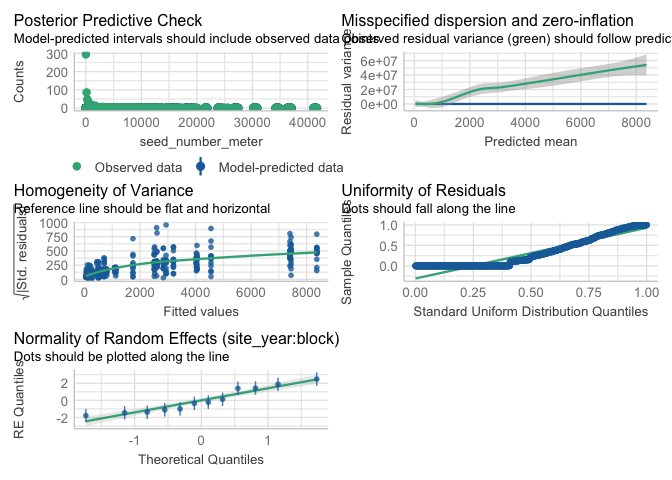 Posterior Predictive Check
Model-predicted intervals should include observed data
Counts
300
200
100
0
0
10000
20000
30000
40000
seed_number_meter
Observed data
Model-predicted data
Misspecified dispersion and zero-inflation
Observed residual variance (green) should follow predic
Residual variance
6e+07
4e+07
2e+07
0e+00
0
2000
4000
6000
8000
Predicted mean
Homogeneity of Variance
Reference line should be flat and horizontal
√|Std. residuals|
1000
750
500
250
0
0
2000
4000
6000
8000
Fitted values
Uniformity of Residuals
Dots should fall along the line
Sample Quantiles
1.0
0.5
0.0
0.00
0.25
0.50
0.75
1.00
Standard Uniform Distribution Quantiles
Normality of Random Effects (site_year:block)
Dots should be plotted along the line
RE Quantiles
2
0
-2
-1
0
1
Theoretical Quantiles